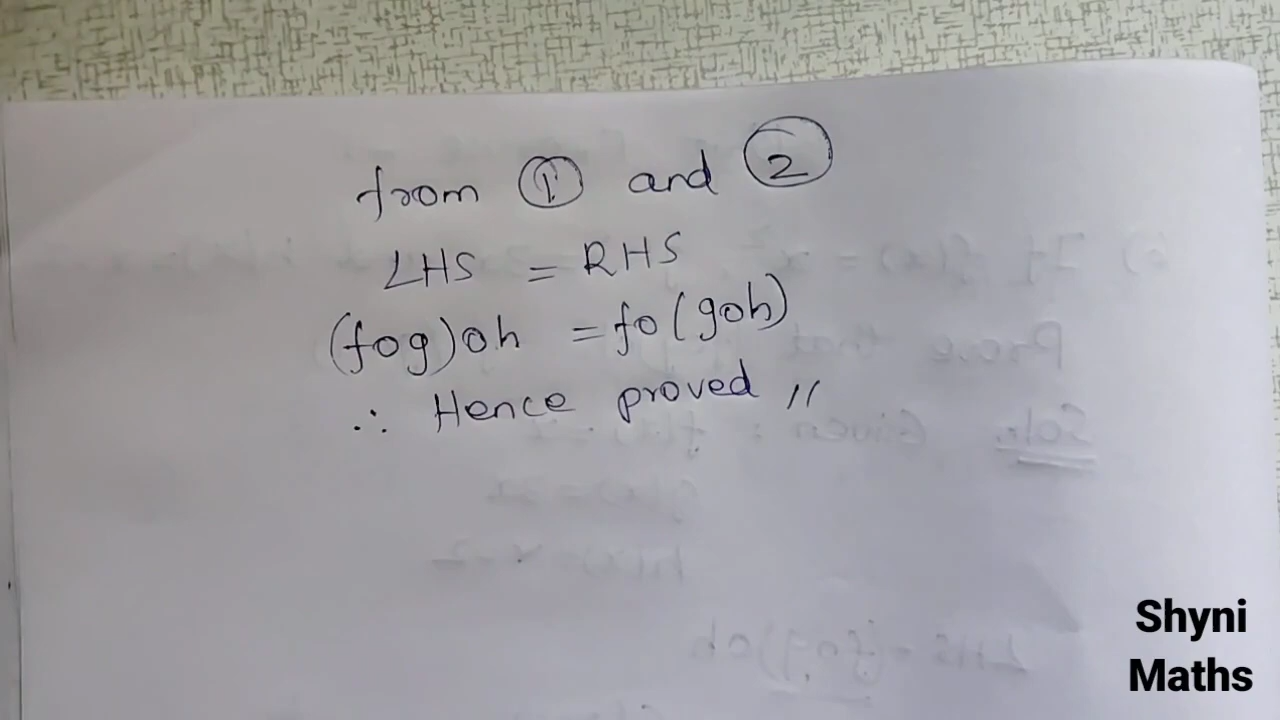 from ① and ②
LHS = RHS
(fog)oh = fo(goh)
∴ Hence proved //
Shyni
Maths